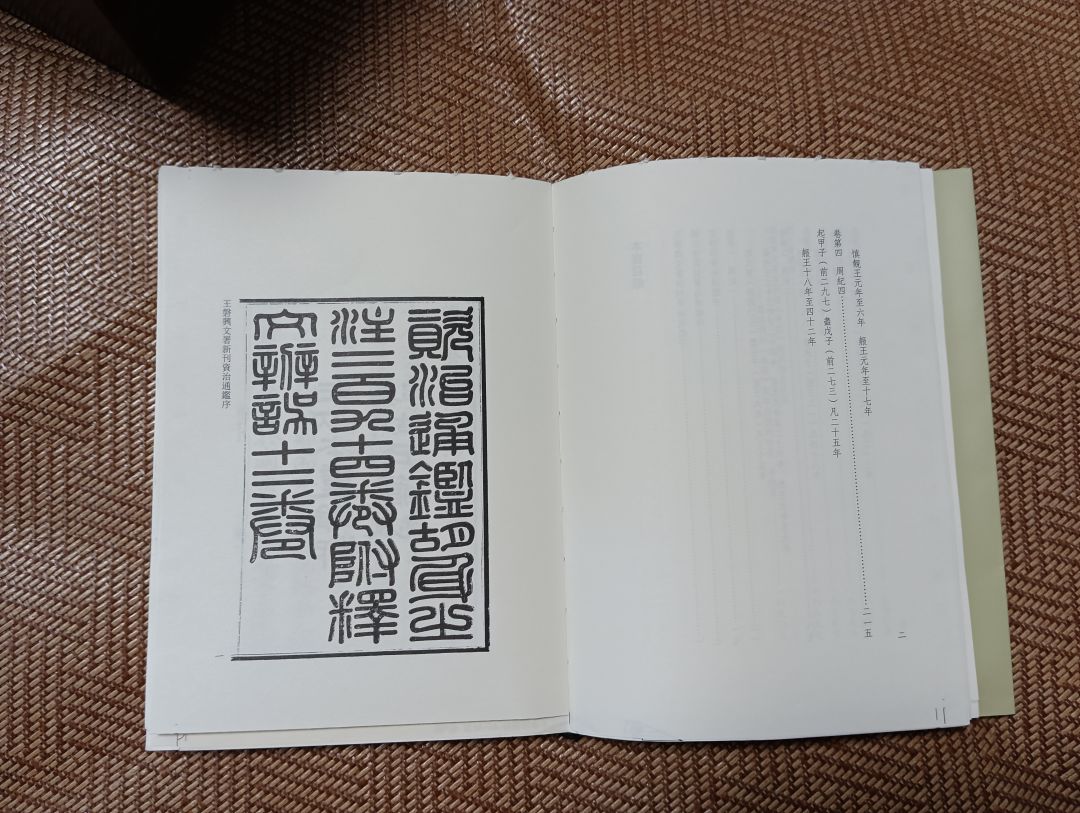 慎靚王元年至六年　赧王元年至十七年
卷第四　周紀四……二一五
起甲子（前二九七）盡戊子（前二七三）凡二十五年
赧王十八年至四十二年
二
資治通鑑胡身之
注二百九十四卷附釋
文辨誤十二卷
王磐興文署新刊資治通鑑序